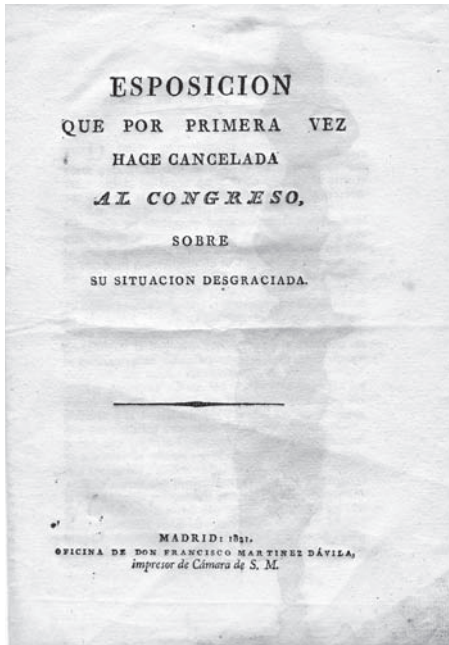 ESPOSICION
QUE POR PRIMERA VEZ
HACE CANCELADA
AL CONGRESO,
SOBRE
SU SITUACION DESGRACIADA.
MADRID: 1821.
OFICINA DE DON FRANCISCO MARTINEZ DÁVILA,
impresor de Cámara de S. M.